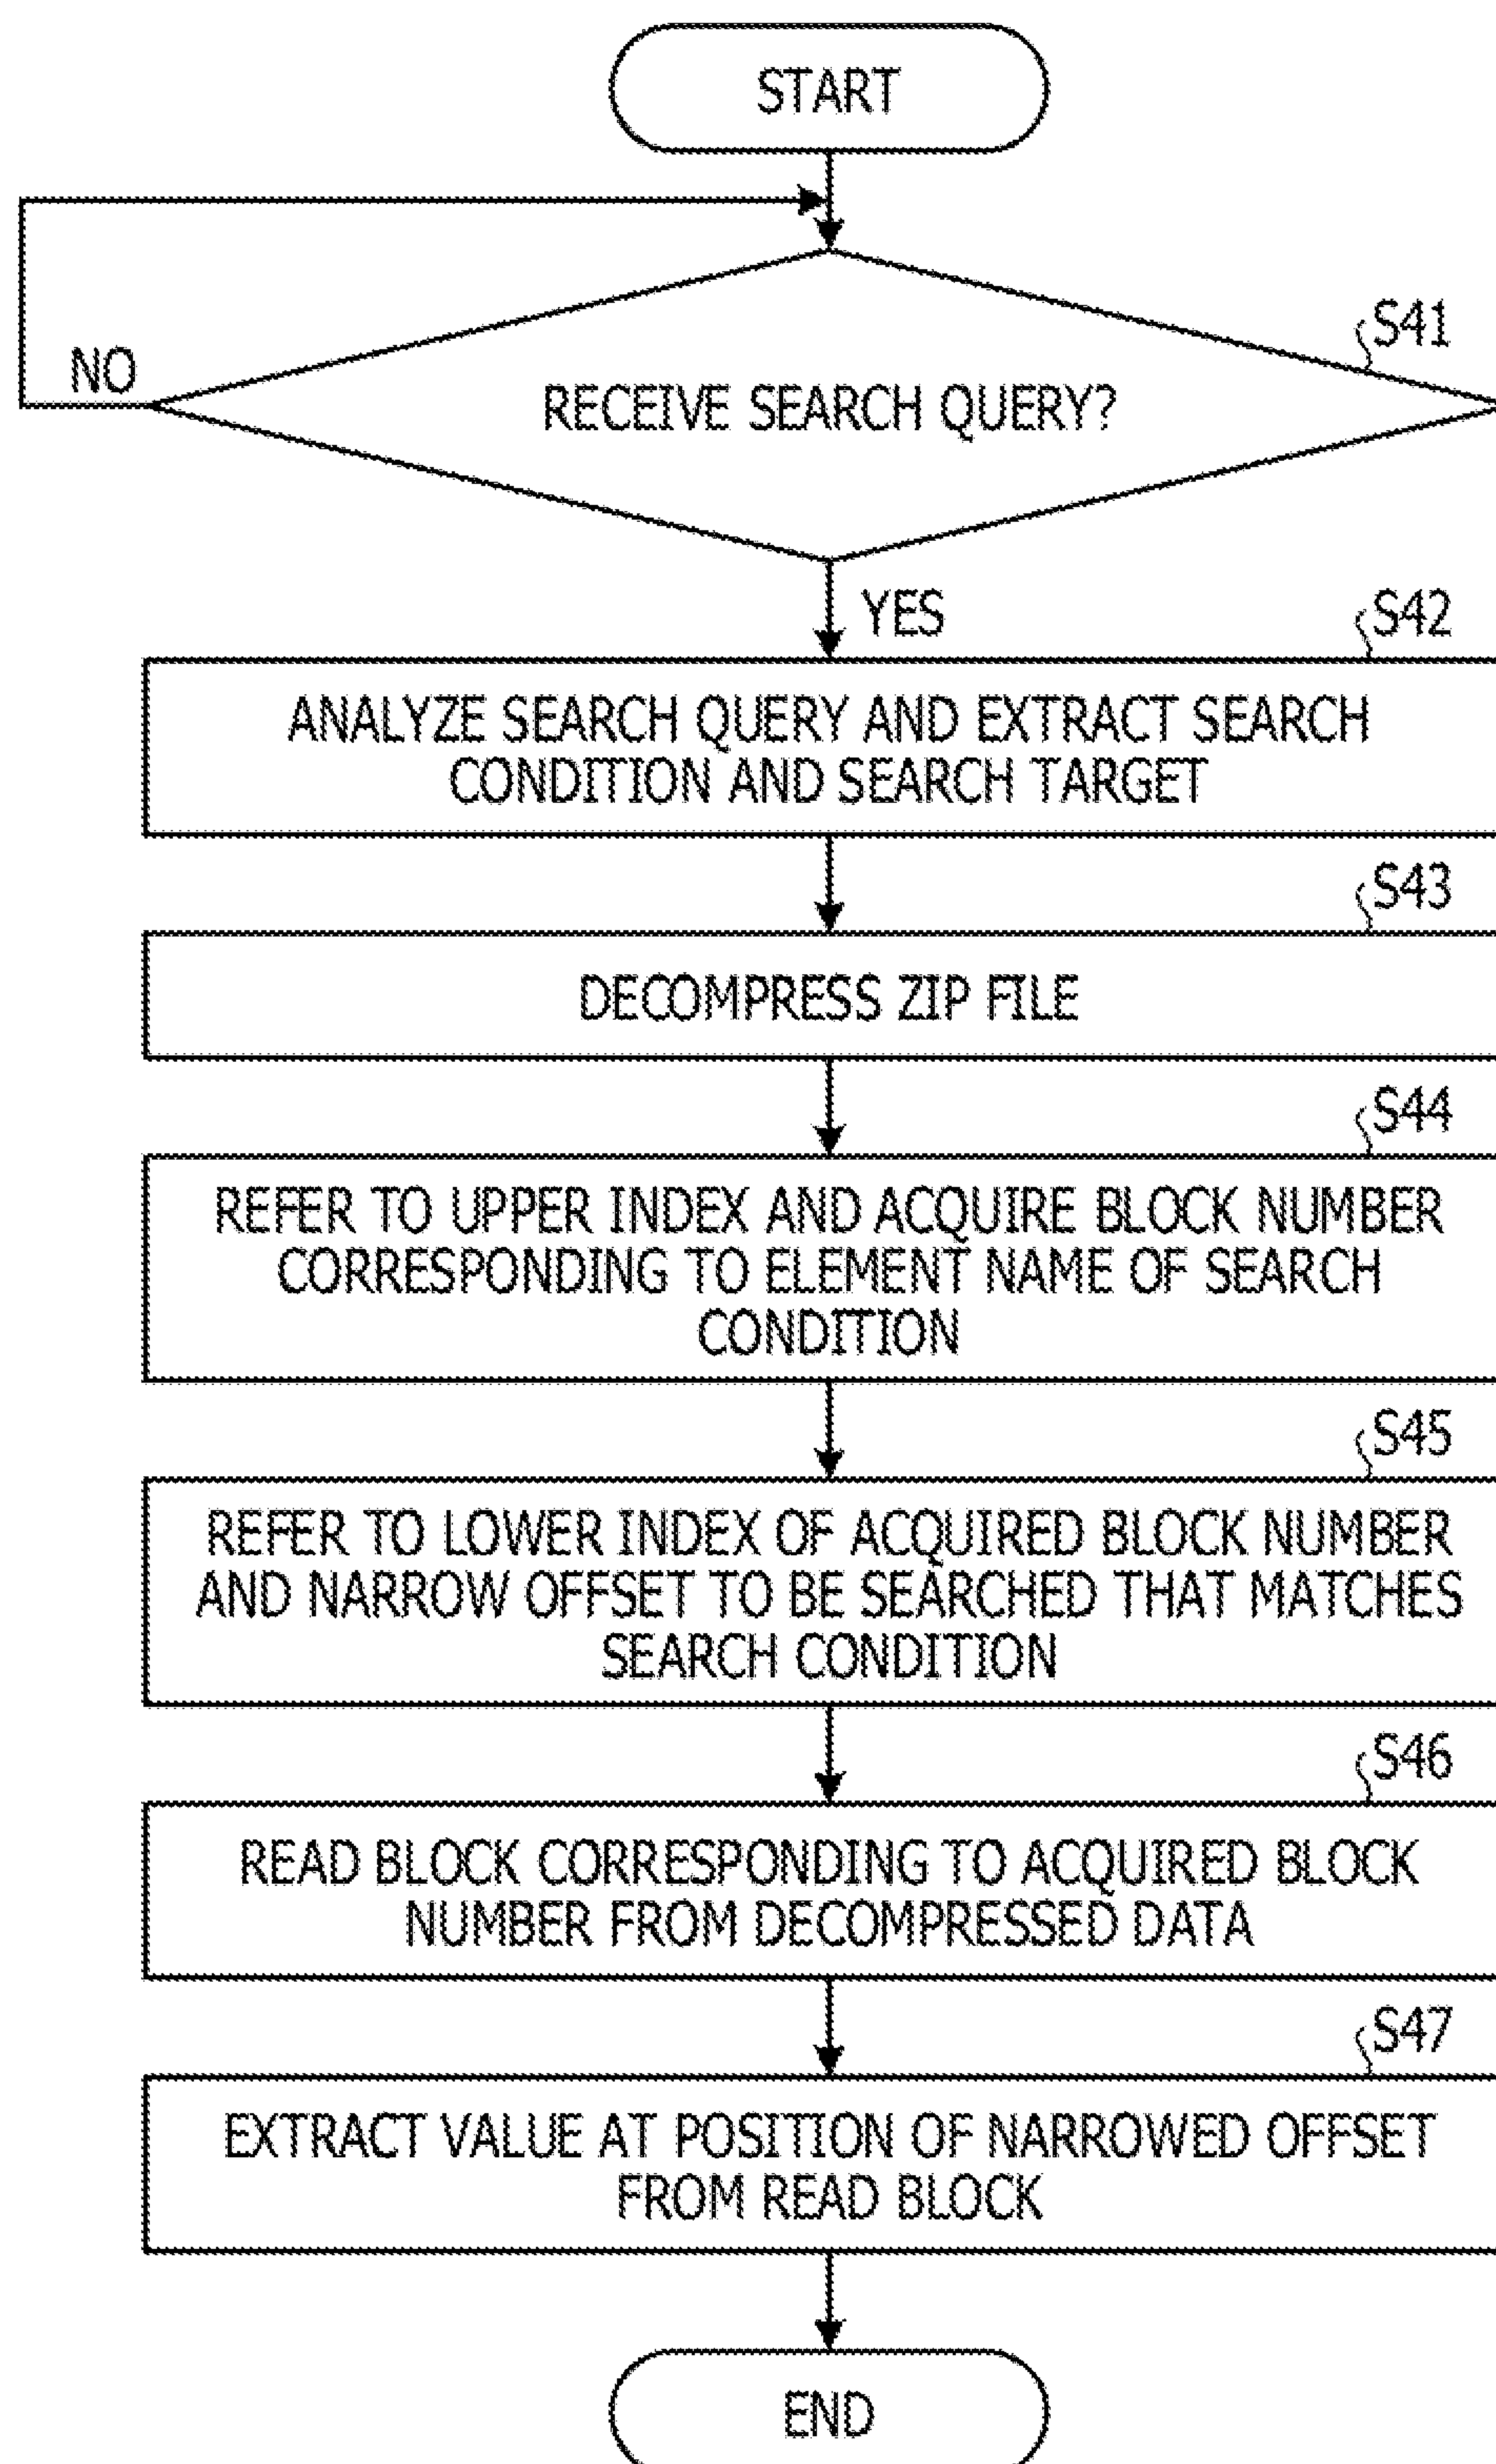 START
S41
NO
RECEIVE SEARCH QUERY?
YES
S42
ANALYZE SEARCH QUERY AND EXTRACT SEARCH
CONDITION AND SEARCH TARGET
S43
DECOMPRESS ZIP FILE
S44
REFER TO UPPER INDEX AND ACQUIRE BLOCK NUMBER
CORRESPONDING TO ELEMENT NAME OF SEARCH
CONDITION
S45
REFER TO LOWER INDEX OF ACQUIRED BLOCK NUMBER
AND NARROW OFFSET TO BE SEARCHED THAT MATCHES
SEARCH CONDITION
S46
READ BLOCK CORRESPONDING TO ACQUIRED BLOCK
NUMBER FROM DECOMPRESSED DATA
S47
EXTRACT VALUE AT POSITION OF NARROWED OFFSET
FROM READ BLOCK
END